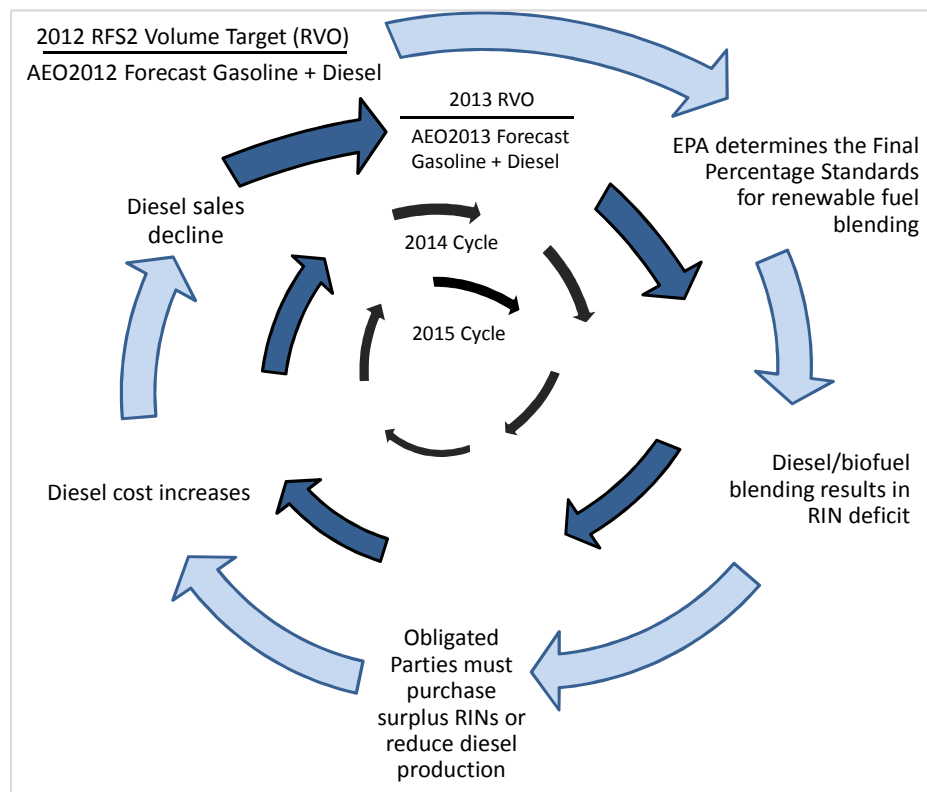 2012 RFS2 Volume Target (RVO)
AEO2012 Forecast Gasoline + Diesel
2013 RVO
AEO2013 Forecast
Gasoline + Diesel
EPA determines the Final
Percentage Standards
for renewable fuel
blending
Diesel sales
decline
2014 Cycle
2015 Cycle
Diesel cost increases
Diesel/biofuel
blending results in
RIN deficit
Obligated
Parties must
purchase
surplus RINs or
reduce diesel
production